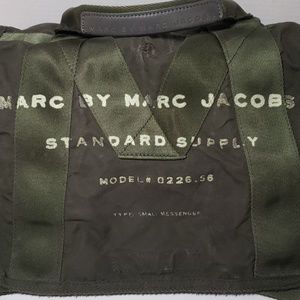 MARC BY MARC JACOBS
STANDARD SUPPLY
MODEL# 0226.56
TYPE: SMALL MESSENGER